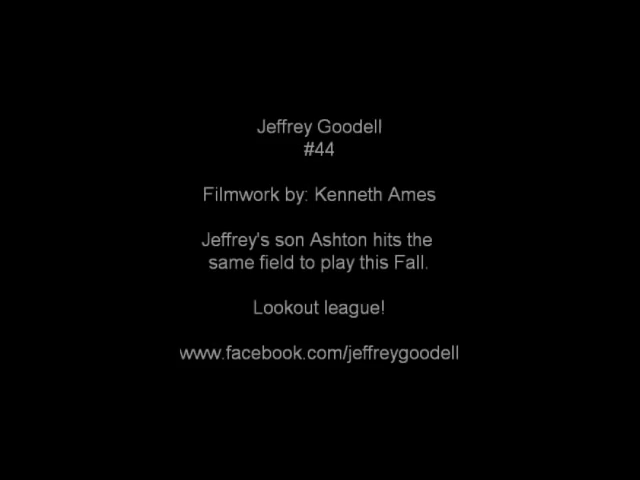 Jeffrey Goodell
#44
Filmwork by: Kenneth Ames
Jeffrey's son Ashton hits the
same field to play this Fall.
Lookout league!
www.facebook.com/jeffreygoodell